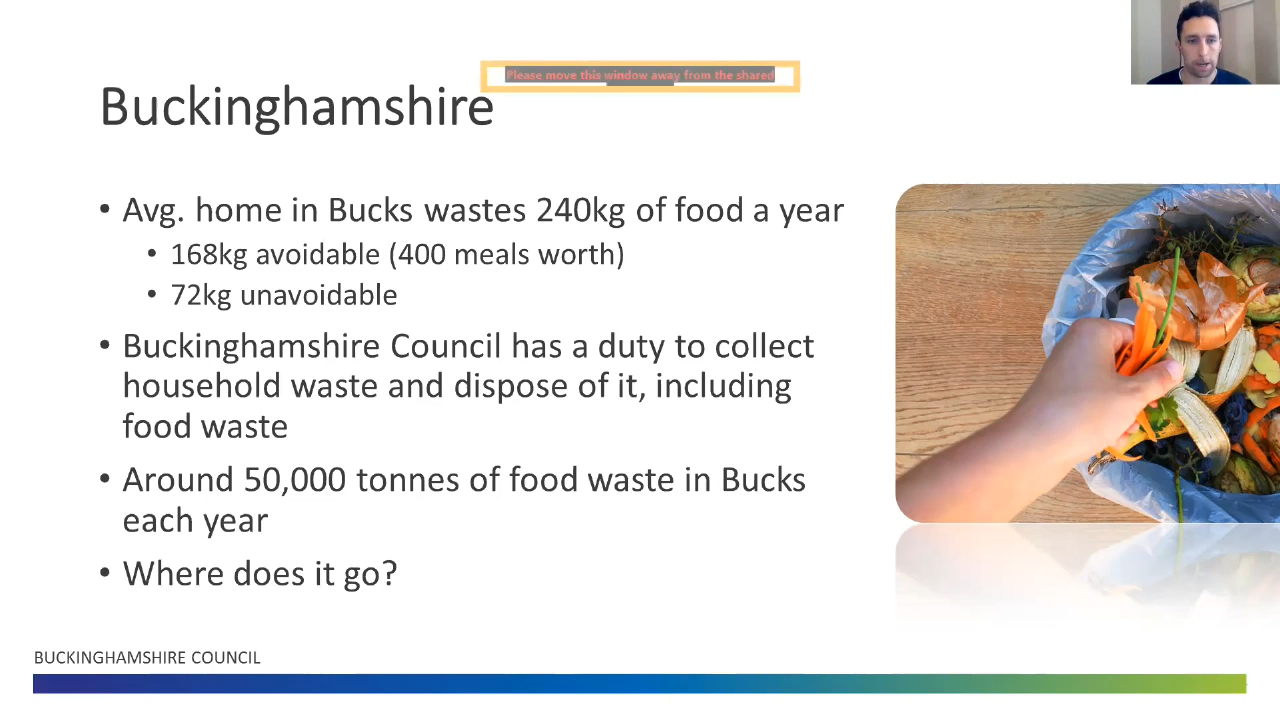 Please move this window away from the shared
Buckinghamshire
• Avg. home in Bucks wastes 240kg of food a year
• 168kg avoidable (400 meals worth)
• 72kg unavoidable
• Buckinghamshire Council has a duty to collect
household waste and dispose of it, including
food waste
• Around 50,000 tonnes of food waste in Bucks
each year
• Where does it go?
BUCKINGHAMSHIRE COUNCIL